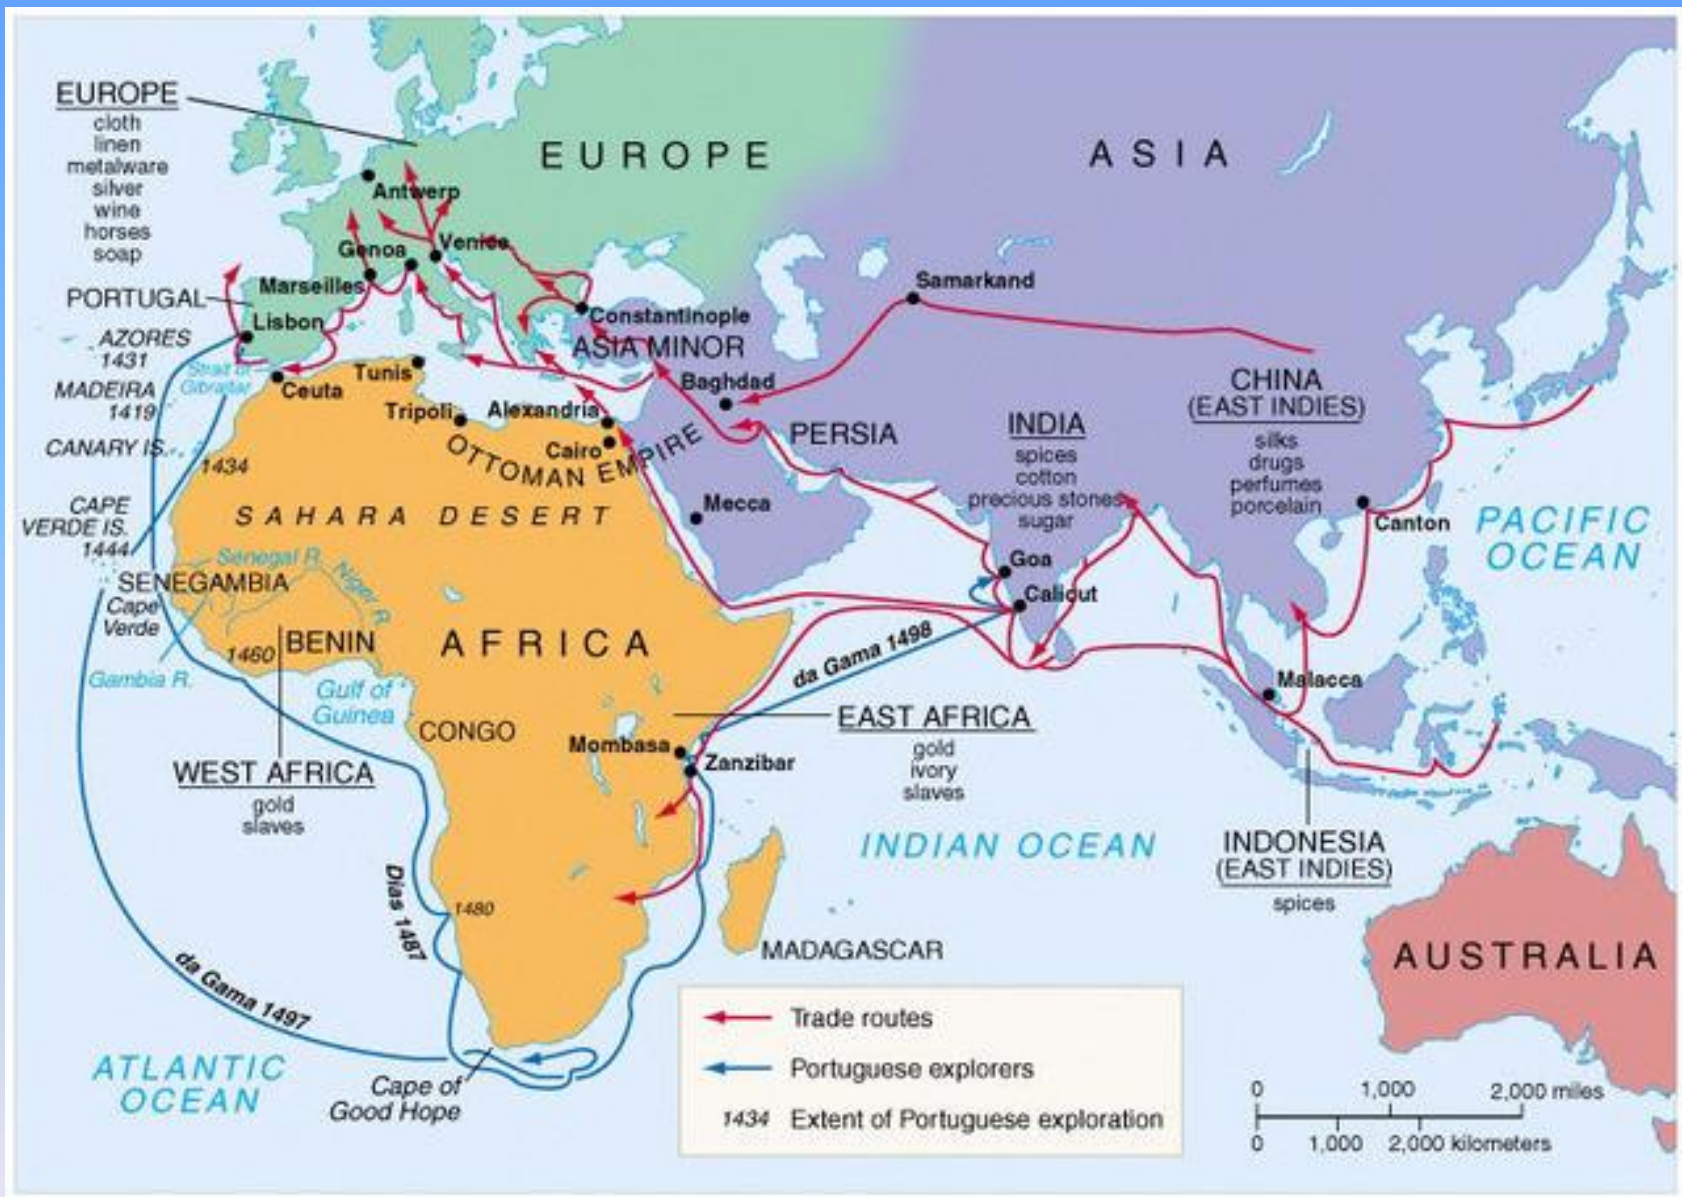 EUROPE
cloth
linen
metalware
silver
wine
horses
soap
EUROPE
ASIA
Antwerp
Venice
Genoa
Marseilles
PORTUGAL
Lisbon
AZORES
1431
Strait of
Gibraltar
MADEIRA
1419
Ceuta
Tunis
Constantinople
ASIA MINOR
Samarkand
Baghdad
Tripoli
Alexandria
Cairo
OTTOMAN EMPIRE
PERSIA
INDIA
spices
cotton
precious stones
sugar
CHINA
(EAST INDIES)
silks
drugs
perfumes
porcelain
Canton
PACIFIC
OCEAN
CANARY IS.
1434
CAPE
VERDE IS.
1444
SAHARA DESERT
Mecca
Senegal R.
Niger R.
SENEGAMBIA
Cape
Verde
Goa
Calicut
1460
BENIN
AFRICA
Gambia R.
Gulf of
Guinea
da Gama 1498
Malacca
CONGO
EAST AFRICA
gold
ivory
slaves
Mombasa
Zanzibar
WEST AFRICA
gold
slaves
INDIAN OCEAN
INDONESIA
(EAST INDIES)
spices
Dias 1487
1480
MADAGASCAR
AUSTRALIA
da Gama 1497
ATLANTIC
OCEAN
Cape of
Good Hope
Trade routes
Portuguese explorers
1434 Extent of Portuguese exploration
0 1,000 2,000 miles
0 1,000 2,000 kilometers